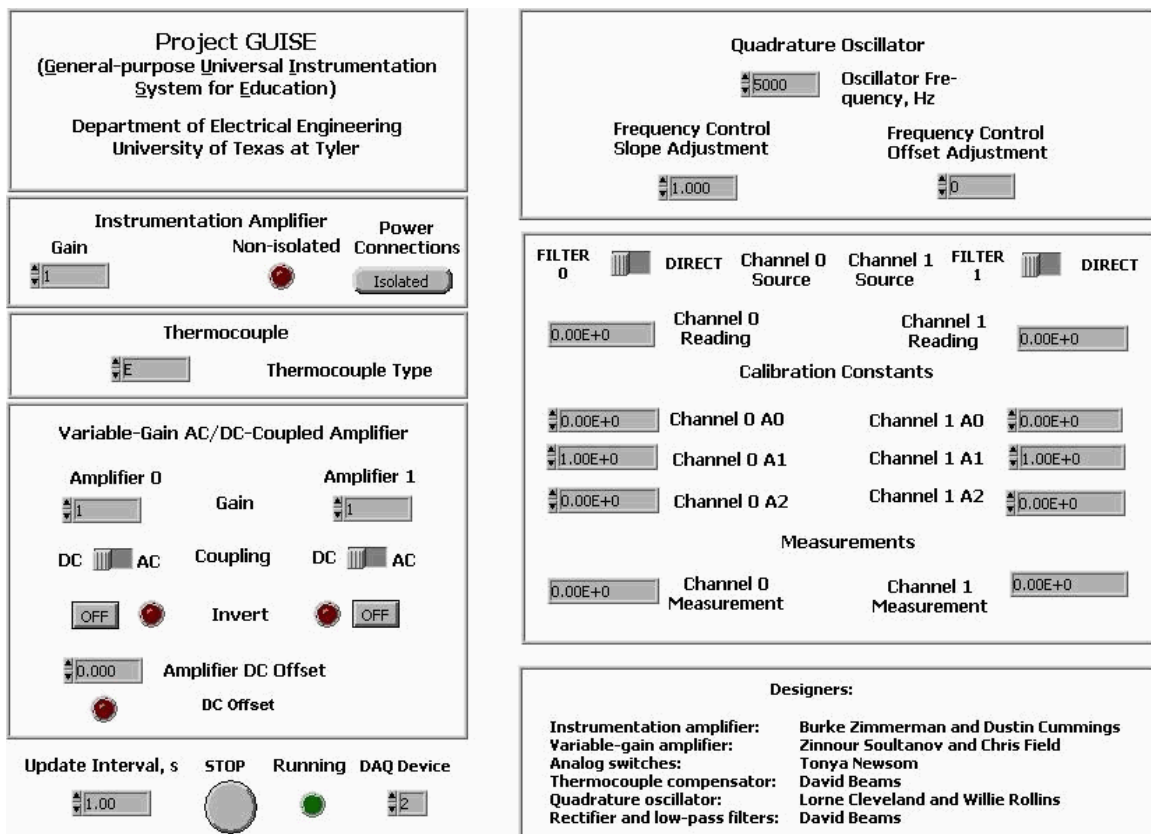 Project GUISE
(General-purpose Universal Instrumentation
System for Education)
Department of Electrical Engineering
University of Texas at Tyler
Instrumentation Amplifier
Gain
Non-isolated
Power
Connections
1
Isolated
Thermocouple
E
Thermocouple Type
Variable-Gain AC/DC-Coupled Amplifier
Amplifier 0
Amplifier 1
1
Gain
1
DC
AC
Coupling
DC
AC
OFF
Invert
OFF
0.000
Amplifier DC Offset
DC Offset
Update Interval, s
STOP
Running
DAQ Device
1.00
2
Quadrature Oscillator
5000
Oscillator Fre-
quency, Hz
Frequency Control
Slope Adjustment
Frequency Control
Offset Adjustment
1.000
0
FILTER
0
DIRECT
Channel 0
Source
Channel 1
Source
FILTER
1
DIRECT
0.00E+0
Channel 0
Reading
Channel 1
Reading
0.00E+0
Calibration Constants
0.00E+0
Channel 0 A0
Channel 1 A0
0.00E+0
1.00E+0
Channel 0 A1
Channel 1 A1
1.00E+0
0.00E+0
Channel 0 A2
Channel 1 A2
0.00E+0
Measurements
0.00E+0
Channel 0
Measurement
Channel 1
Measurement
0.00E+0
Designers:
Instrumentation amplifier: Burke Zimmerman and Dustin Cummings
Variable-gain amplifier: Zinnour Soultanov and Chris Field
Analog switches: Tonya Newsom
Thermocouple compensator: David Beams
Quadrature oscillator: Lorne Cleveland and Willie Rollins
Rectifier and low-pass filters: David Beams